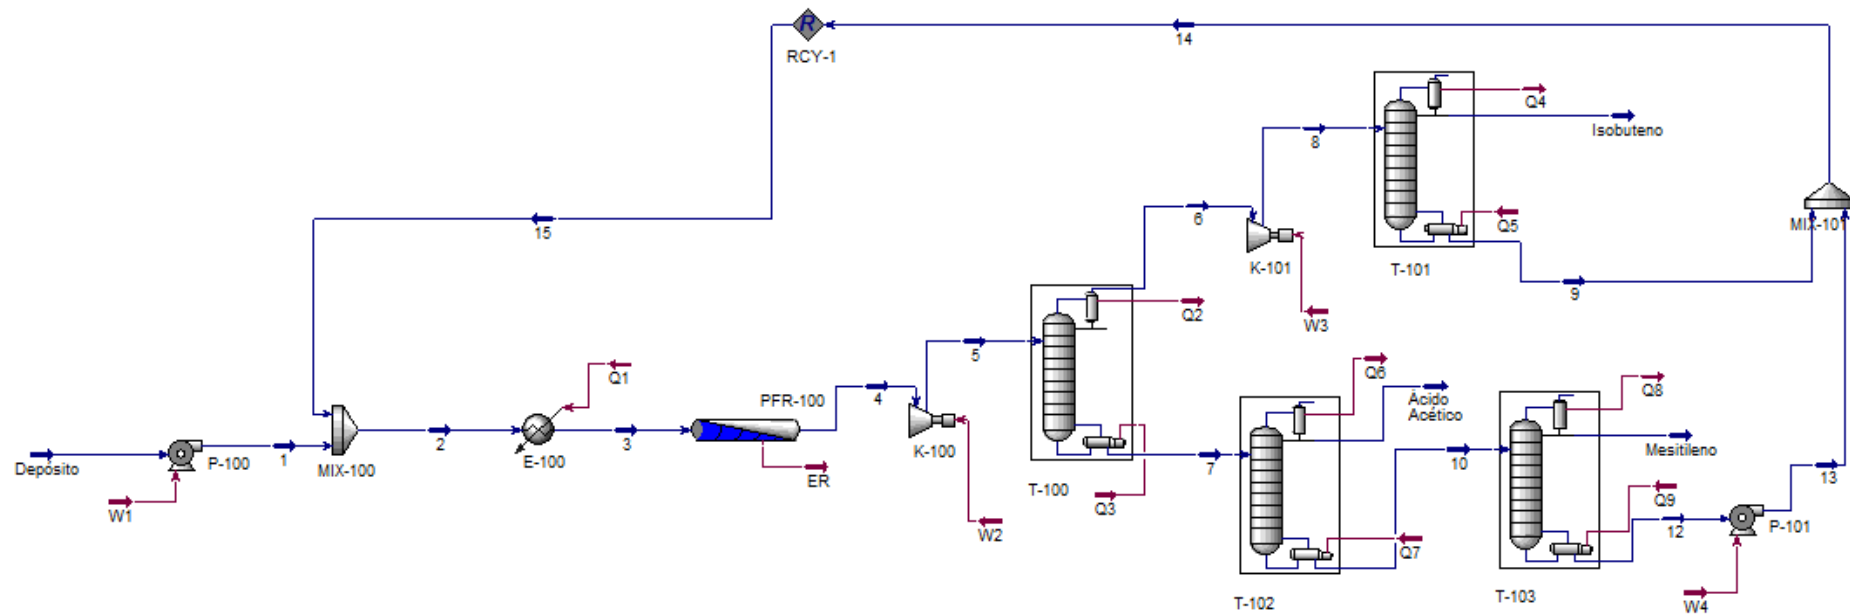 R
RCY-1
14
Q4
Isobuteno
8
6
15
Q5
MIX-101
K-101
T-101
9
Q2
W3
5
Q1
Q6
Q8
PFR-100
4
Ácido
Acético
K-100
P-100
1
MIX-100
2
E-100
3
Depósito
ER
7
10
Mesitileno
13
T-100
Q3
W1
W2
Q9
12
P-101
Q7
T-102
T-103
W4